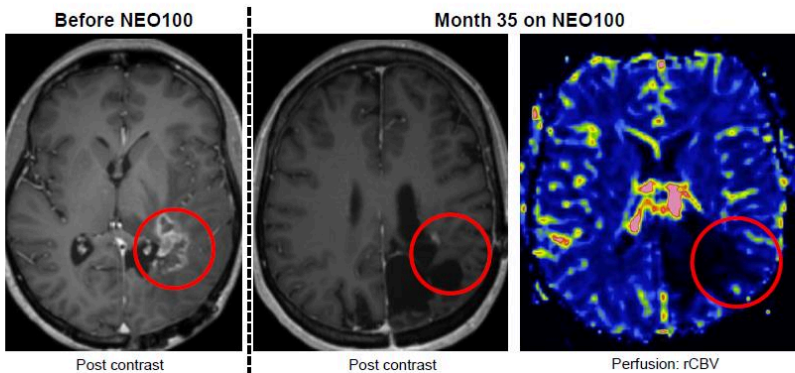 Before NEO100
Month 35 on NEO100
Post contrast
Post contrast
Perfusion: rCBV